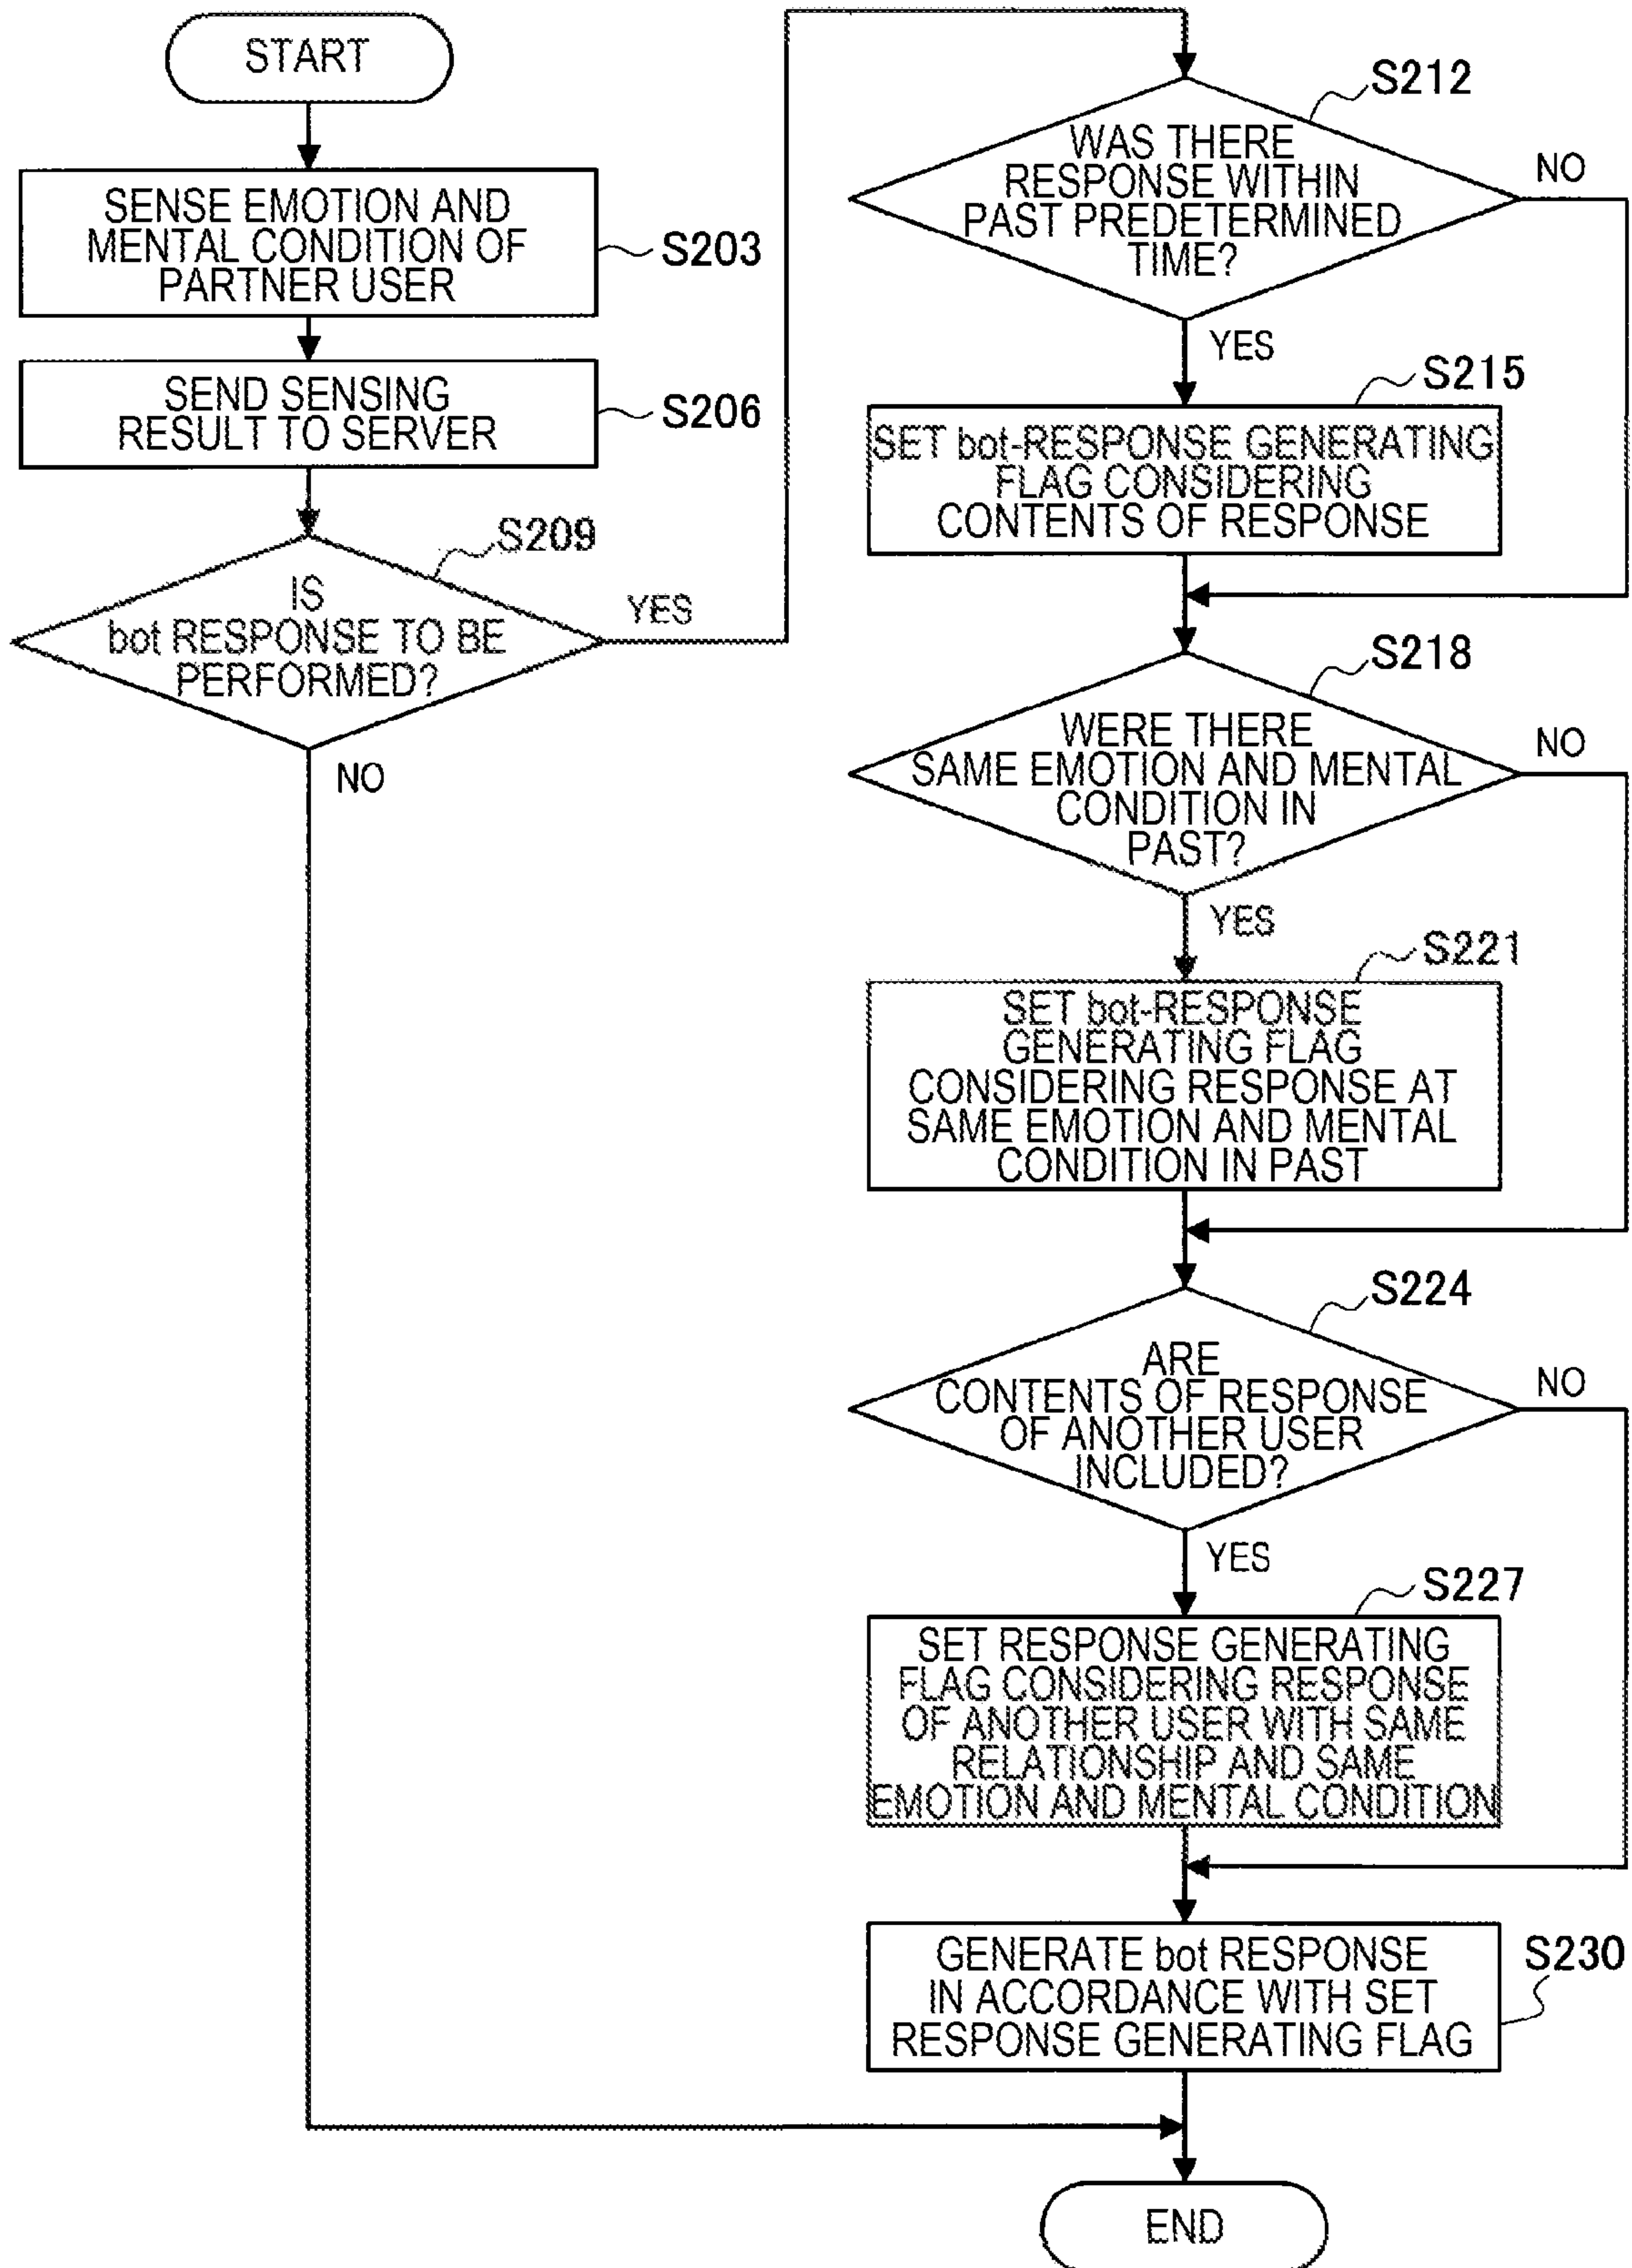 START
SENSE EMOTION AND
MENTAL CONDITION OF
PARTNER USER
S203
SEND SENSING
RESULT TO SERVER
S206
S209
IS
bot RESPONSE TO BE
PERFORMED?
YES
NO
S212
WAS THERE
RESPONSE WITHIN
PAST PREDETERMINED
TIME?
NO
YES
S215
SET bot-RESPONSE GENERATING
FLAG CONSIDERING
CONTENTS OF RESPONSE
S218
WERE THERE
SAME EMOTION AND MENTAL
CONDITION IN
PAST?
NO
YES
S221
SET bot-RESPONSE
GENERATING FLAG
CONSIDERING RESPONSE AT
SAME EMOTION AND MENTAL
CONDITION IN PAST
S224
ARE
CONTENTS OF RESPONSE
OF ANOTHER USER
INCLUDED?
NO
YES
S227
SET RESPONSE GENERATING
FLAG CONSIDERING RESPONSE
OF ANOTHER USER WITH SAME
RELATIONSHIP AND SAME
EMOTION AND MENTAL CONDITION
GENERATE bot RESPONSE
IN ACCORDANCE WITH SET
RESPONSE GENERATING FLAG
S230
END